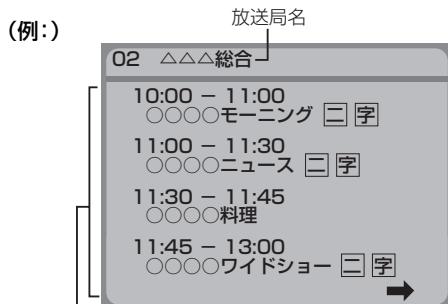 放送局名
(例:)
02 △△△総合
10:00 − 11:00
○○○○モーニング 二 字
11:00 − 11:30
○○○○ニュース 二 字
11:30 − 11:45
○○○○料理
11:45 − 13:00
○○○○ワイドショー 二 字